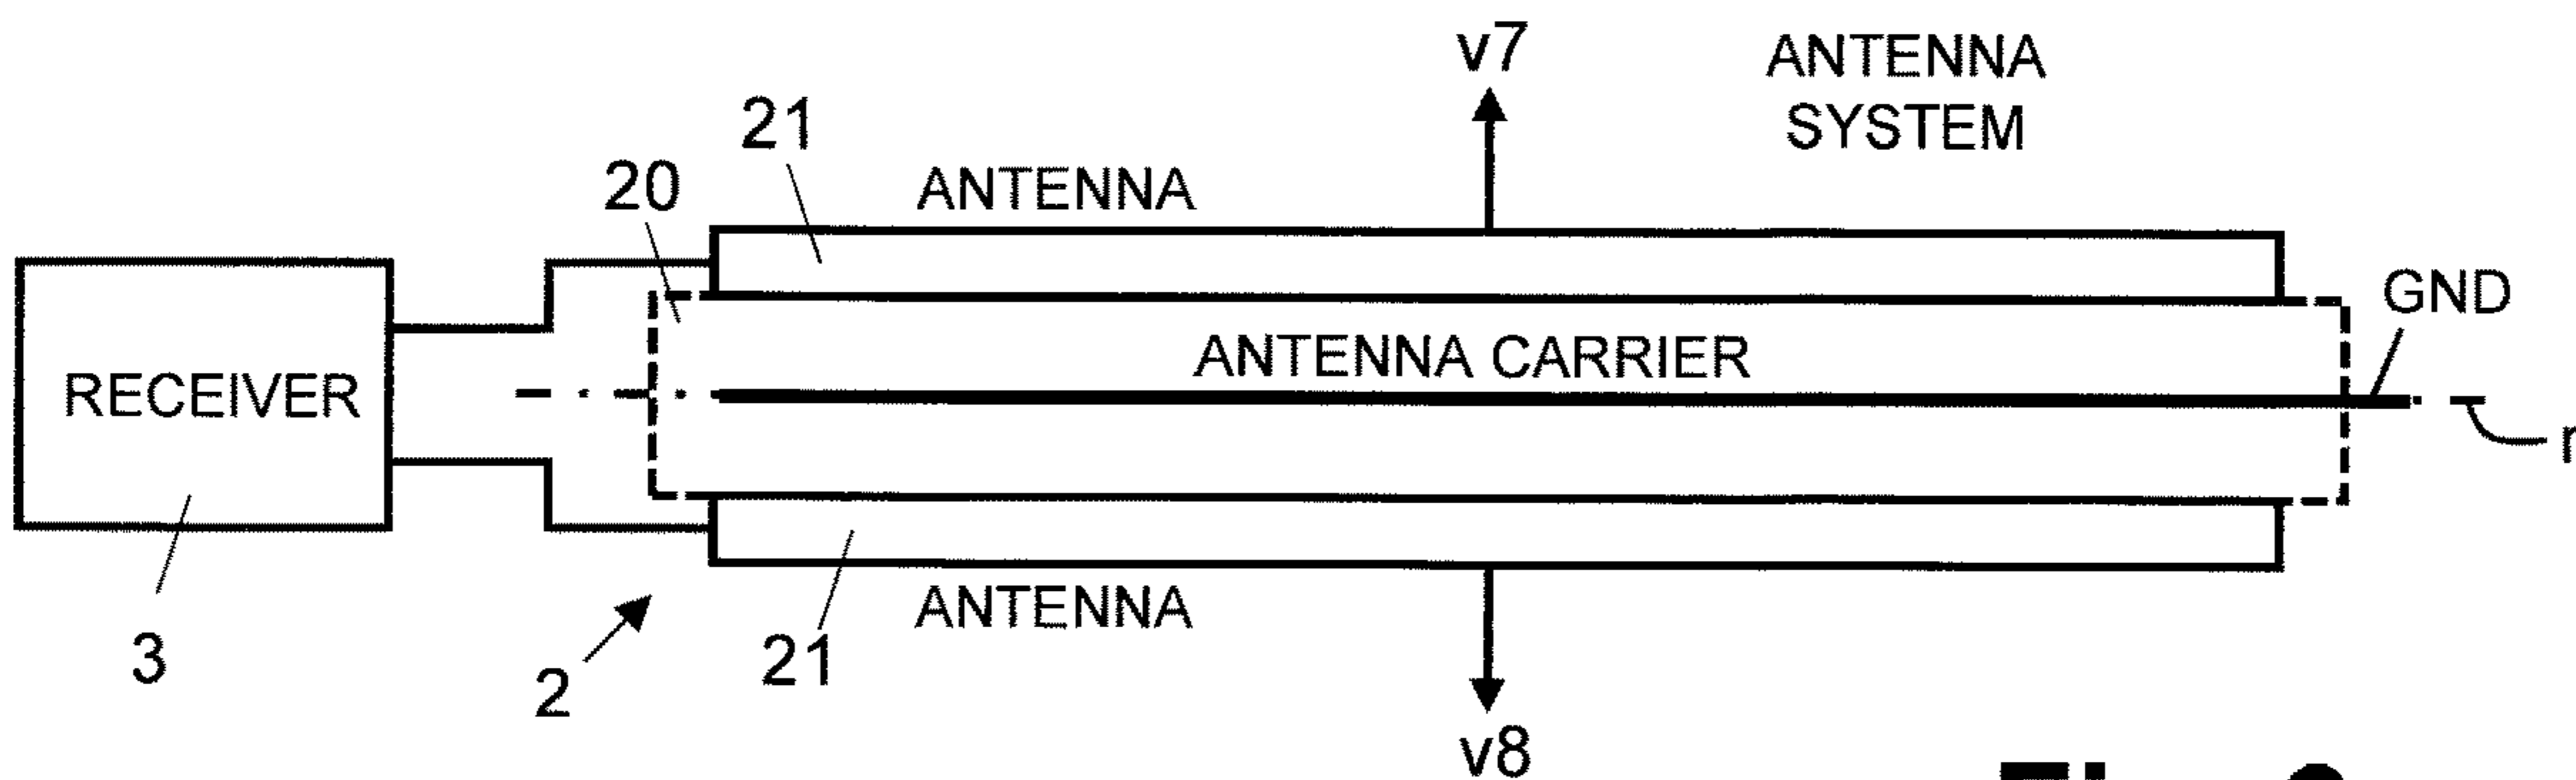 v7
ANTENNA
SYSTEM
21
ANTENNA
20
GND
ANTENNA CARRIER
RECEIVER
ANTENNA
3
21
2
v8